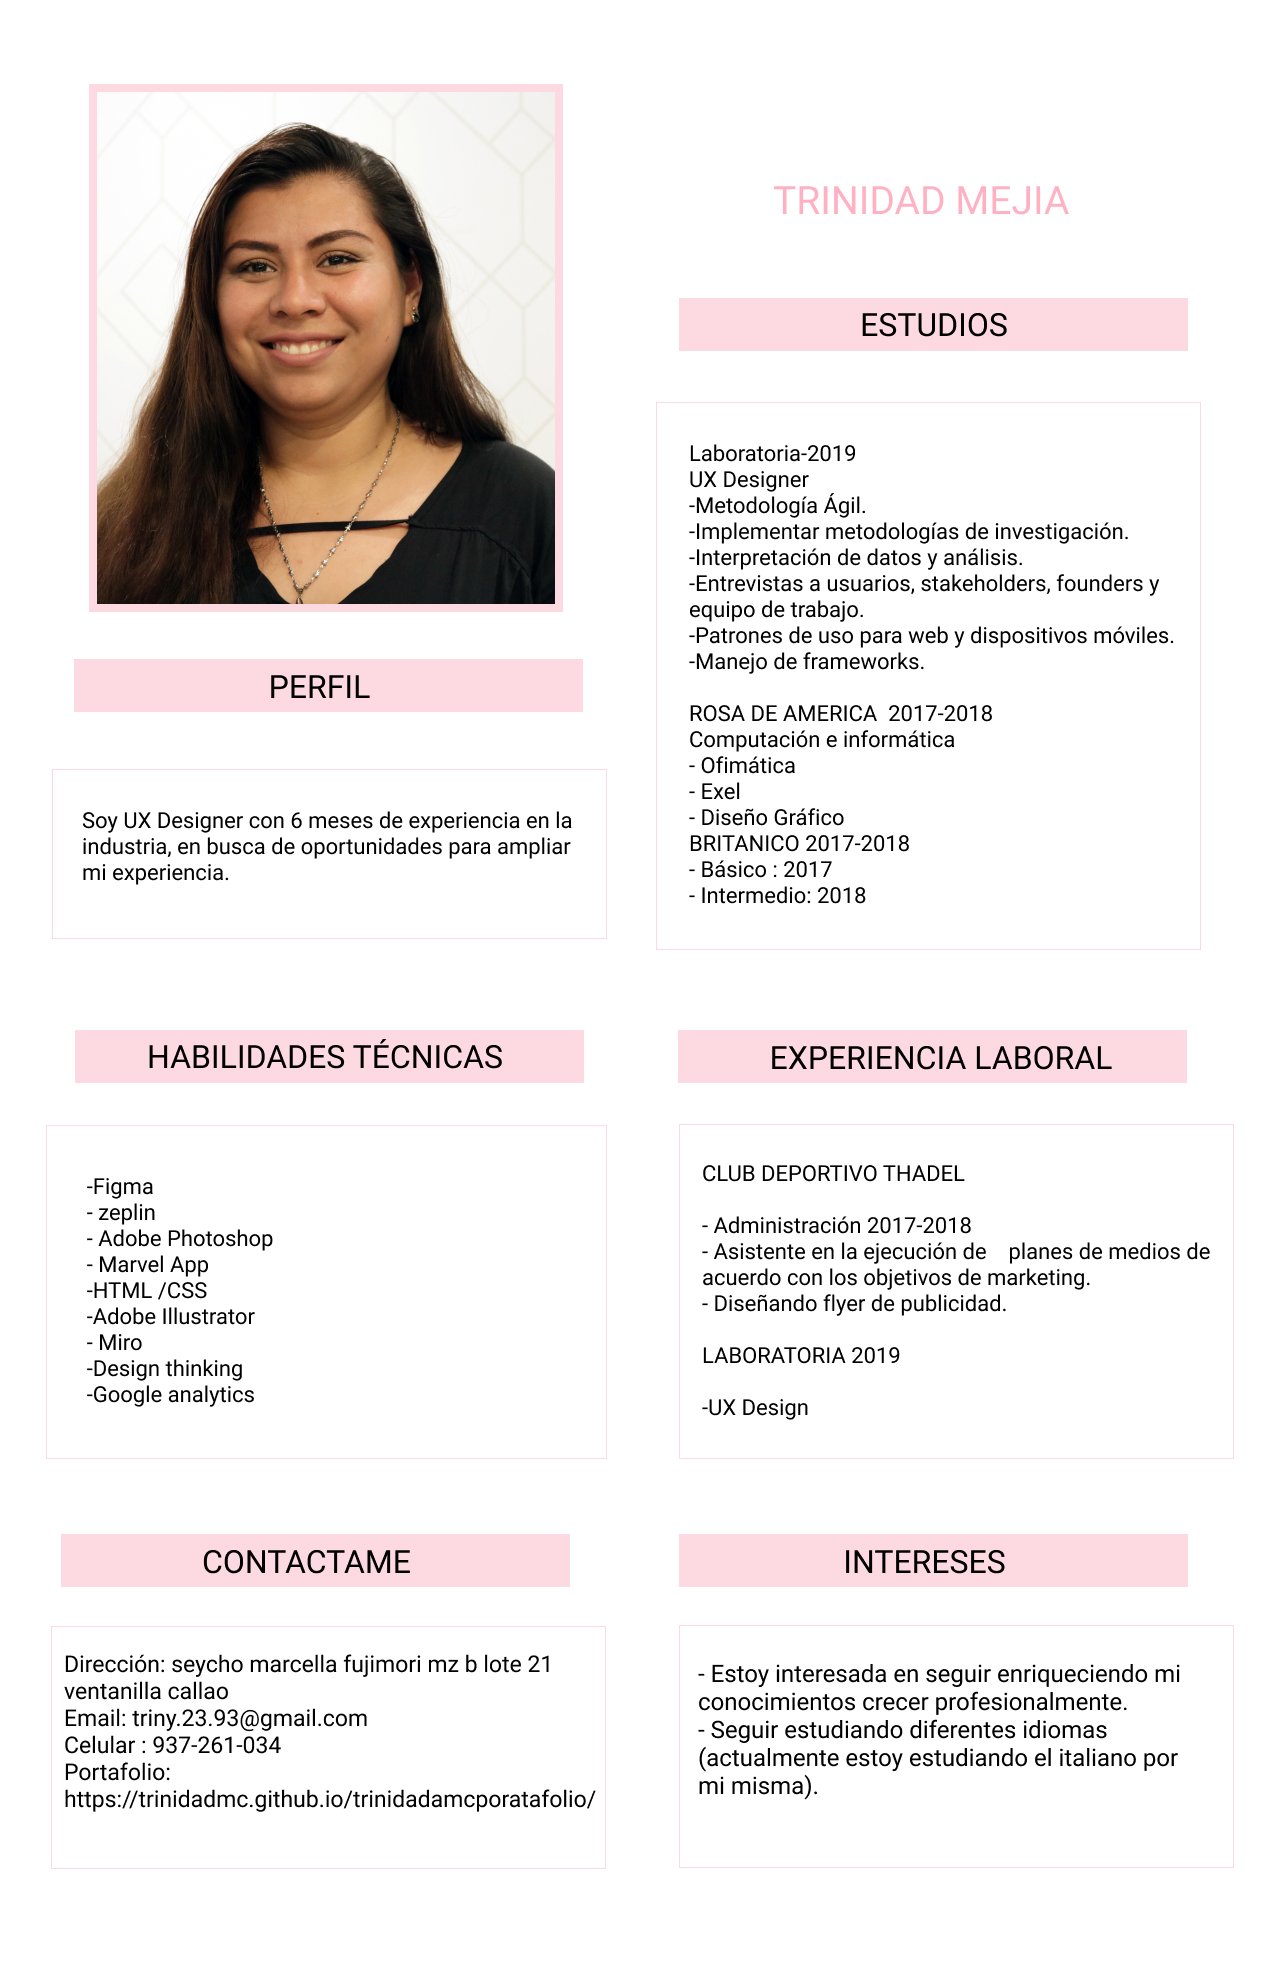 TRINIDAD MEJIA
ESTUDIOS
Laboratoria-2019
UX Designer
-Metodología Ágil.
-Implementar metodologías de investigación.
-Interpretación de datos y análisis.
-Entrevistas a usuarios, stakeholders, founders y
equipo de trabajo.
-Patrones de uso para web y dispositivos móviles.
-Manejo de frameworks.
ROSA DE AMERICA  2017-2018
Computación e informática
- Ofimática
- Exel
- Diseño Gráfico
BRITANICO 2017-2018
- Básico : 2017
- Intermedio: 2018
PERFIL
Soy UX Designer con 6 meses de experiencia en la
industria, en busca de oportunidades para ampliar
mi experiencia.
HABILIDADES TÉCNICAS
-Figma
- zeplin
- Adobe Photoshop
- Marvel App
-HTML /CSS
-Adobe Illustrator
- Miro
-Design thinking
-Google analytics
EXPERIENCIA LABORAL
CLUB DEPORTIVO THADEL
- Administración 2017-2018
- Asistente en la ejecución de    planes de medios de
acuerdo con los objetivos de marketing.
- Diseñando flyer de publicidad.
LABORATORIA 2019
-UX Design
CONTACTAME
Dirección: seycho marcella fujimori mz b lote 21
ventanilla callao
Email: triny.23.93@gmail.com
Celular : 937-261-034
Portafolio:
https://trinidadmc.github.io/trinidadamcporatafolio/
INTERESES
- Estoy interesada en seguir enriqueciendo mi
conocimientos crecer profesionalmente.
- Seguir estudiando diferentes idiomas
(actualmente estoy estudiando el italiano por
mi misma).